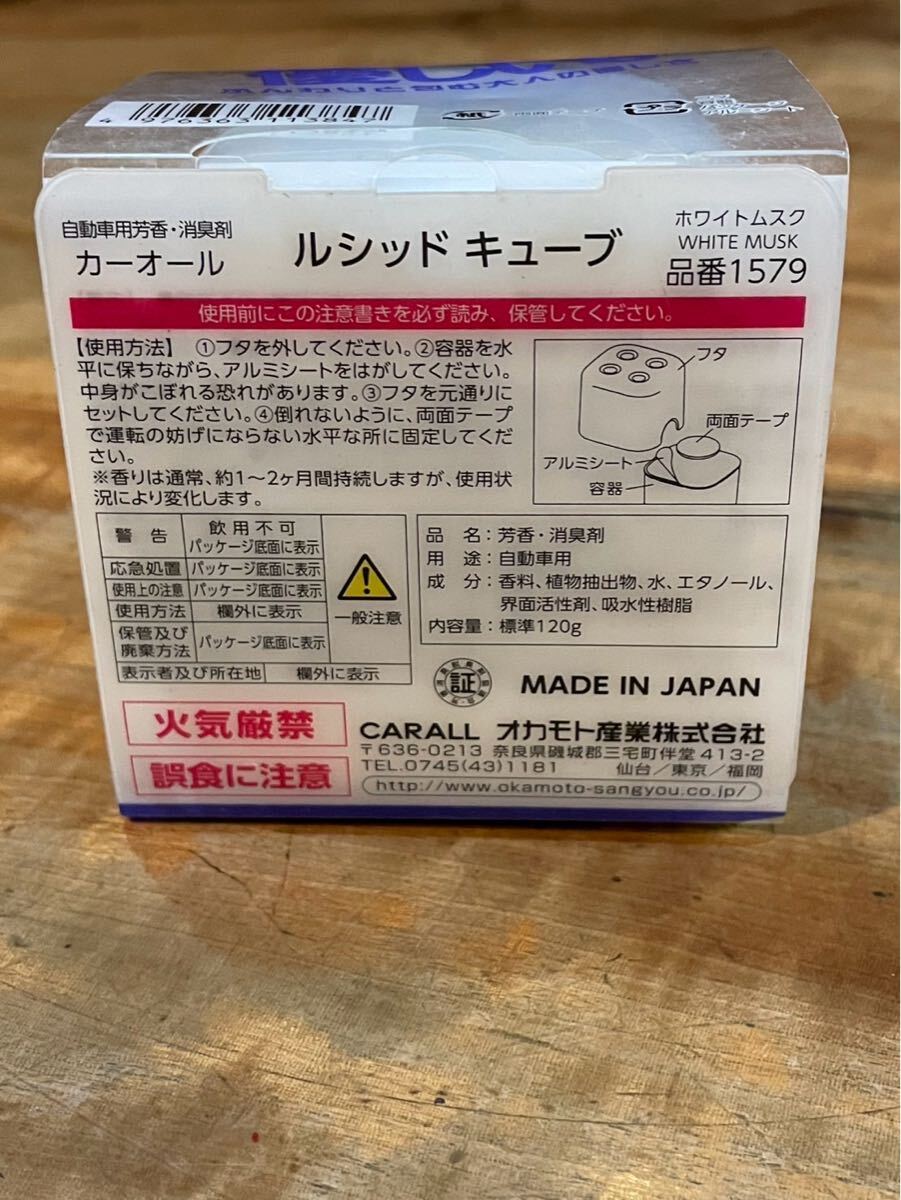 ふんわりと包む大人の優しさ
プラ
紙
自動車用芳香・消臭剤
カーオール
ルシッド キューブ
ホワイトムスク
WHITE MUSK
品番1579
使用前にこの注意書きを必ず読み、保管してください。
【使用方法】 ①フタを外してください。②容器を水
平に保ちながら、アルミシートをはがしてください。
中身がこぼれる恐れがあります。③フタを元通りに
セットしてください。④倒れないように、両面テープ
で運転の妨げにならない水平な所に固定してくだ
さい。
※香りは通常、約1～2ヶ月間持続しますが、使用状
況により変化します。
フタ
両面テープ
アルミシート
容器
警 告 飲用不可
パッケージ底面に表示
応急処置 パッケージ底面に表示
使用上の注意 パッケージ底面に表示
使用方法 欄外に表示
保管及び
廃棄方法 パッケージ底面に表示
表示者及び所在地 欄外に表示
一般注意
品 名：芳香・消臭剤
用 途：自動車用
成 分：香料、植物抽出物、水、エタノール、
界面活性剤、吸水性樹脂
内容量：標準120g
証
MADE IN JAPAN
火気厳禁
誤食に注意
CARALL オカモト産業株式会社
〒636-0213 奈良県磯城郡三宅町伴堂413-2
TEL.0745(43)1181 仙台／東京／福岡
http://www.okamoto-sangyou.co.jp/